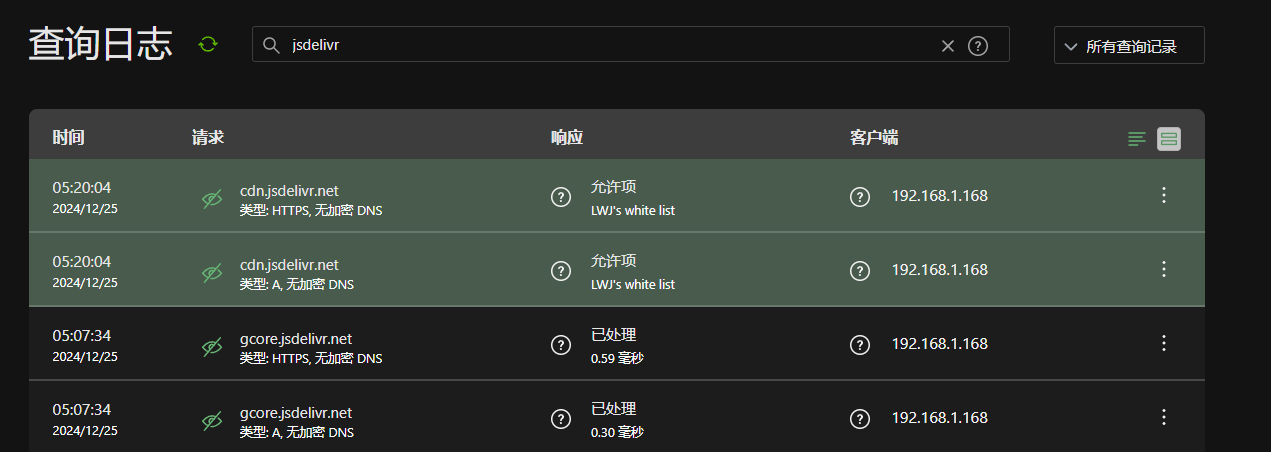 查询日志
jsdelivr
所有查询记录
时间 请求 响应 客户端
05:20:04 cdn.jsdelivr.net 允许项 192.168.1.168
2024/12/25 类型: HTTPS, 无加密 DNS LWJ's white list
05:20:04 cdn.jsdelivr.net 允许项 192.168.1.168
2024/12/25 类型: A, 无加密 DNS LWJ's white list
05:07:34 gcore.jsdelivr.net 已处理 192.168.1.168
2024/12/25 类型: HTTPS, 无加密 DNS 0.59 毫秒
05:07:34 gcore.jsdelivr.net 已处理 192.168.1.168
2024/12/25 类型: A, 无加密 DNS 0.30 毫秒